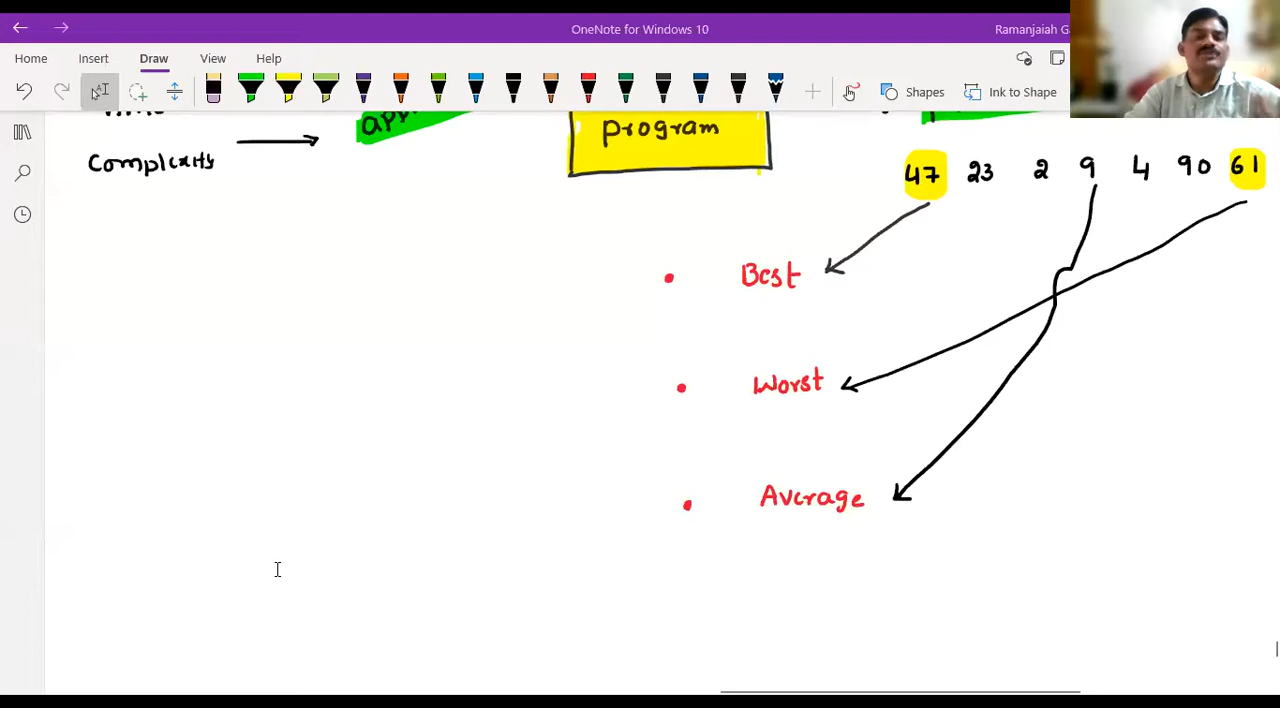 OneNote for Windows 10
Ramanjaiah G
Home Insert Draw View Help
Shapes Ink to Shape
app
program
Complexity
47 23 2 9 4 90 61
Best
Worst
Average